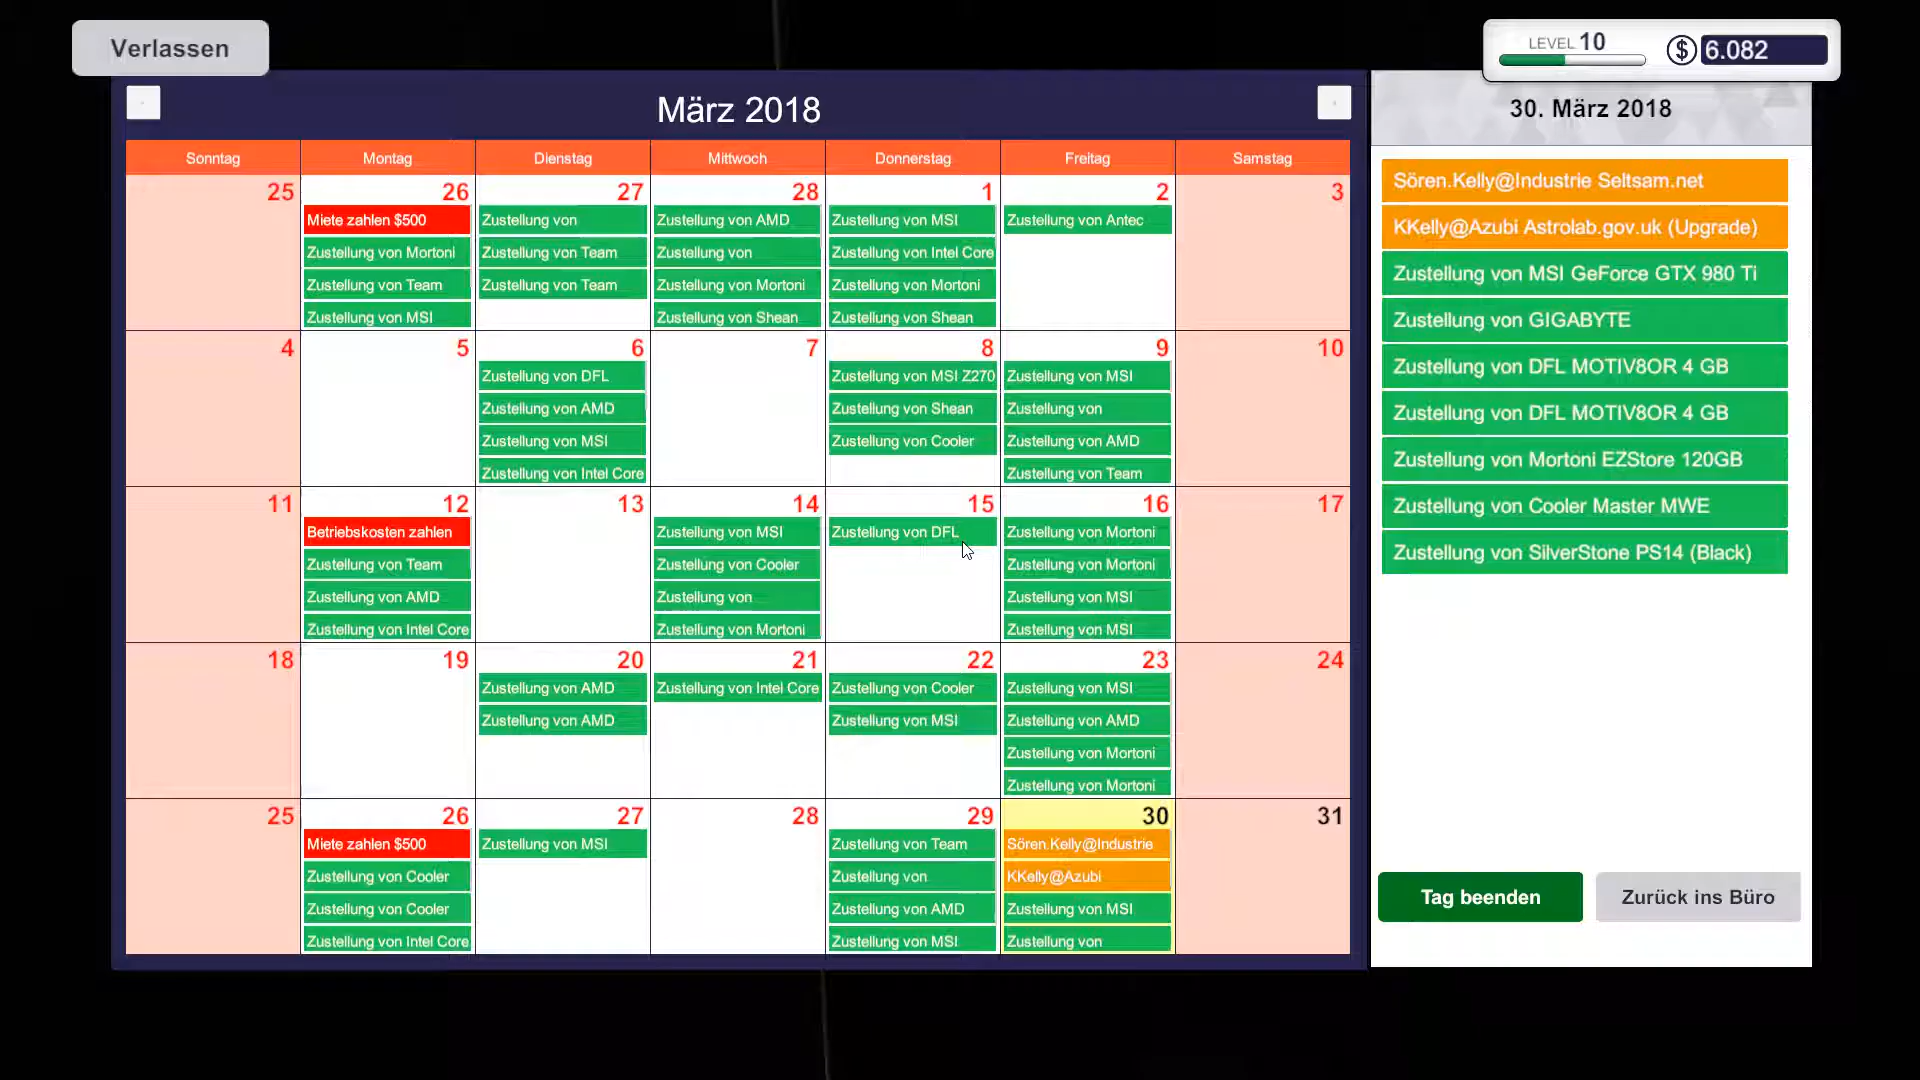 Verlassen
LEVEL 10
$ 6.082
März 2018
Sonntag Montag Dienstag Mittwoch Donnerstag Freitag Samstag
25 26 27 28 1 2 3
Miete zahlen $500 Zustellung von Zustellung von AMD Zustellung von MSI Zustellung von Antec
Zustellung von Mortoni Zustellung von Team Zustellung von Zustellung von Intel Core
Zustellung von Team Zustellung von Team Zustellung von Mortoni Zustellung von Mortoni
Zustellung von MSI Zustellung von Shean Zustellung von Shean
4 5 6 7 8 9 10
Zustellung von DFL Zustellung von MSI Z270 Zustellung von MSI
Zustellung von AMD Zustellung von Shean Zustellung von
Zustellung von MSI Zustellung von Cooler Zustellung von AMD
Zustellung von Intel Core Zustellung von Team
11 12 13 14 15 16 17
Betriebskosten zahlen Zustellung von MSI Zustellung von DFL Zustellung von Mortoni
Zustellung von Team Zustellung von Cooler Zustellung von Mortoni
Zustellung von AMD Zustellung von Zustellung von MSI
Zustellung von Intel Core Zustellung von Mortoni Zustellung von MSI
18 19 20 21 22 23 24
Zustellung von AMD Zustellung von Intel Core Zustellung von Cooler Zustellung von MSI
Zustellung von AMD Zustellung von MSI Zustellung von AMD
Zustellung von Mortoni
Zustellung von Mortoni
25 26 27 28 29 30 31
Miete zahlen $500 Zustellung von MSI Zustellung von Team Sören.Kelly@Industrie
Zustellung von Cooler Zustellung von KKelly@Azubi
Zustellung von Cooler Zustellung von AMD Zustellung von MSI
Zustellung von Intel Core Zustellung von MSI Zustellung von
30. März 2018
Sören.Kelly@Industrie Seltsam.net
KKelly@Azubi Astrolab.gov.uk (Upgrade)
Zustellung von MSI GeForce GTX 980 Ti
Zustellung von GIGABYTE
Zustellung von DFL MOTIV8OR 4 GB
Zustellung von DFL MOTIV8OR 4 GB
Zustellung von Mortoni EZStore 120GB
Zustellung von Cooler Master MWE
Zustellung von SilverStone PS14 (Black)
Tag beenden
Zurück ins Büro